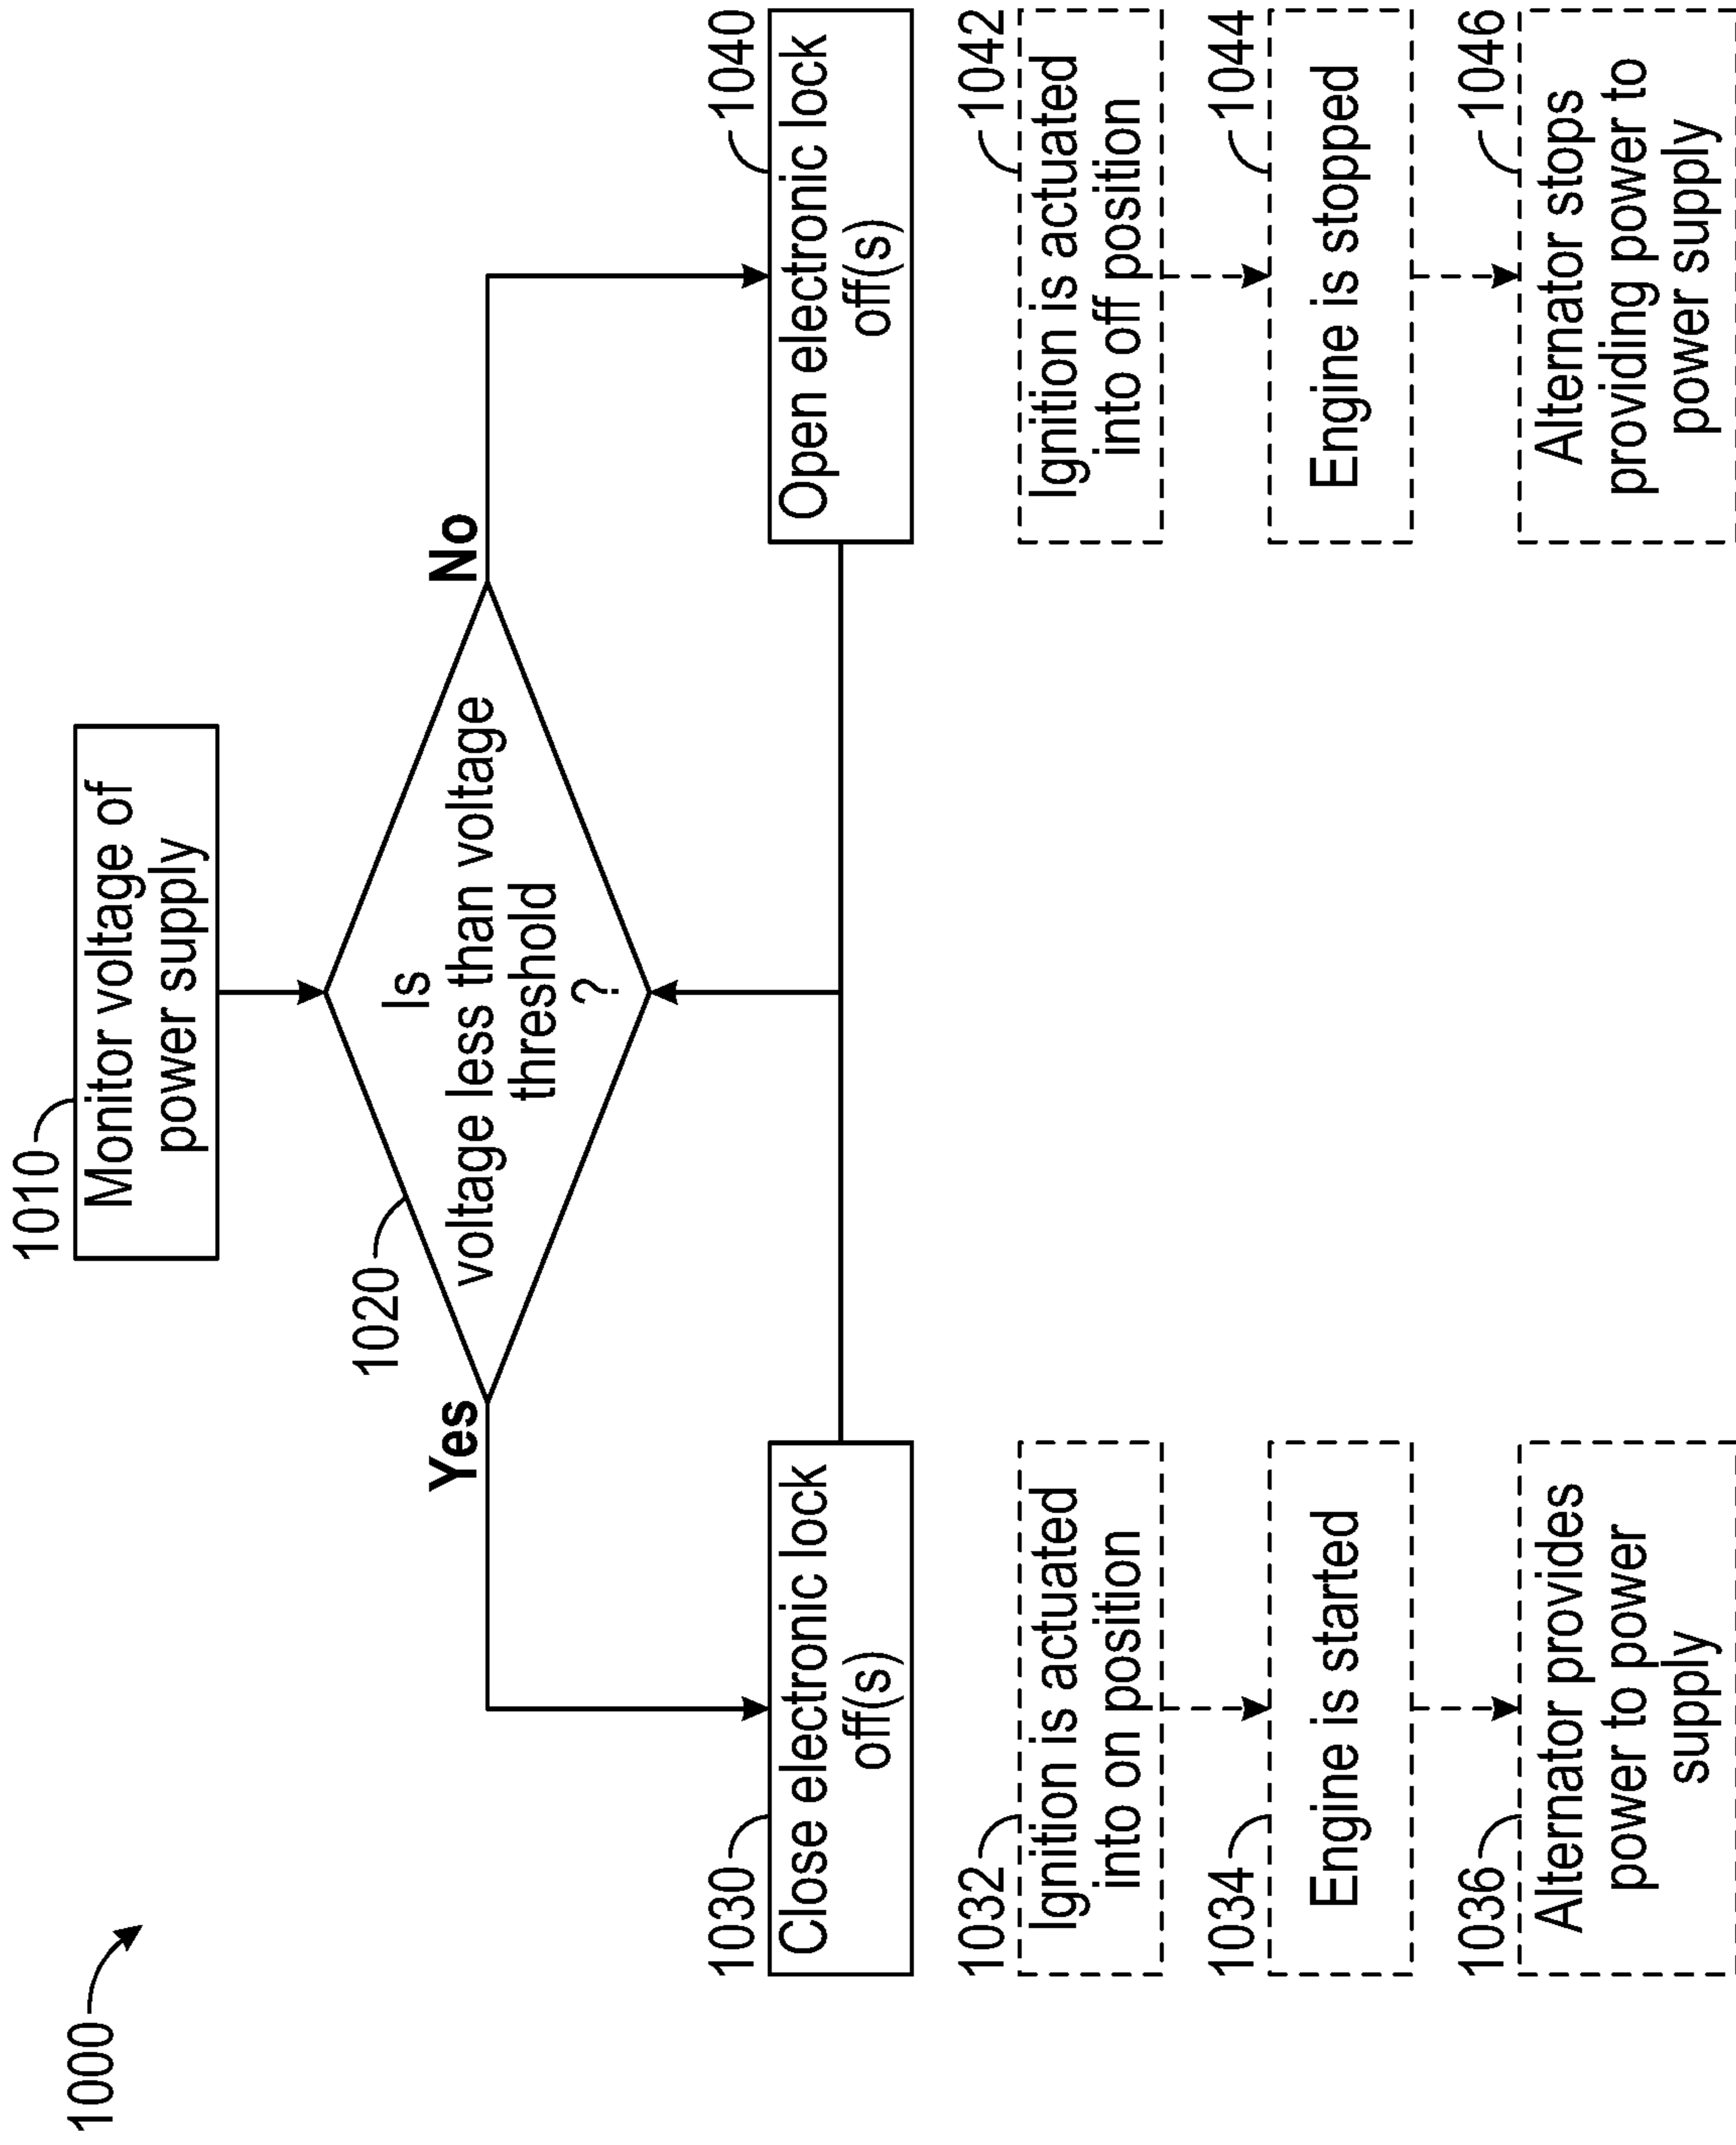 1000
1010
Monitor voltage of
power supply
1020
Is
voltage less than voltage
threshold
?
Yes
No
1030
Close electronic lock
off(s)
1040
Open electronic lock
off(s)
1032
Ignition is actuated
into on position
1042
Ignition is actuated
into off position
1034
Engine is started
1044
Engine is stopped
1036
Alternator provides
power to power
supply
1046
Alternator stops
providing power to
power supply